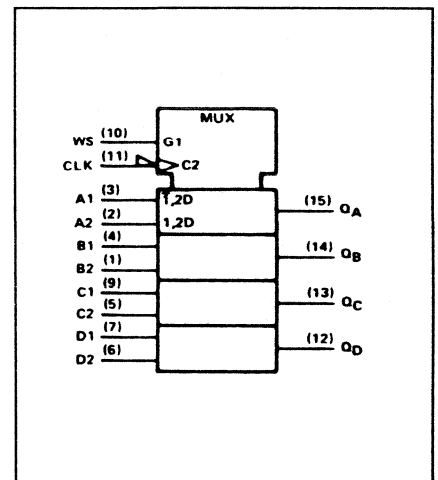 MUX
WS (10) G1
CLK (11) C2
A1 (3) 1̅,2D (15) QA
A2 (2) 1,2D
B1 (4) (14) QB
B2 (1)
C1 (9) (13) QC
C2 (5)
D1 (7) (12) QD
D2 (6)